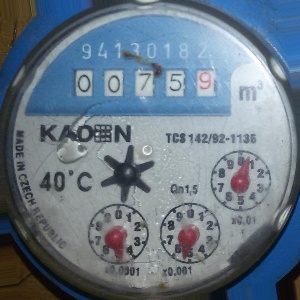 94130182
00759
m³
KADEN
TCS 142/92-1135
MADE IN CZECH REPUBLIC
40°C
Qn1,5
x0,01
x0,0001
x0,001